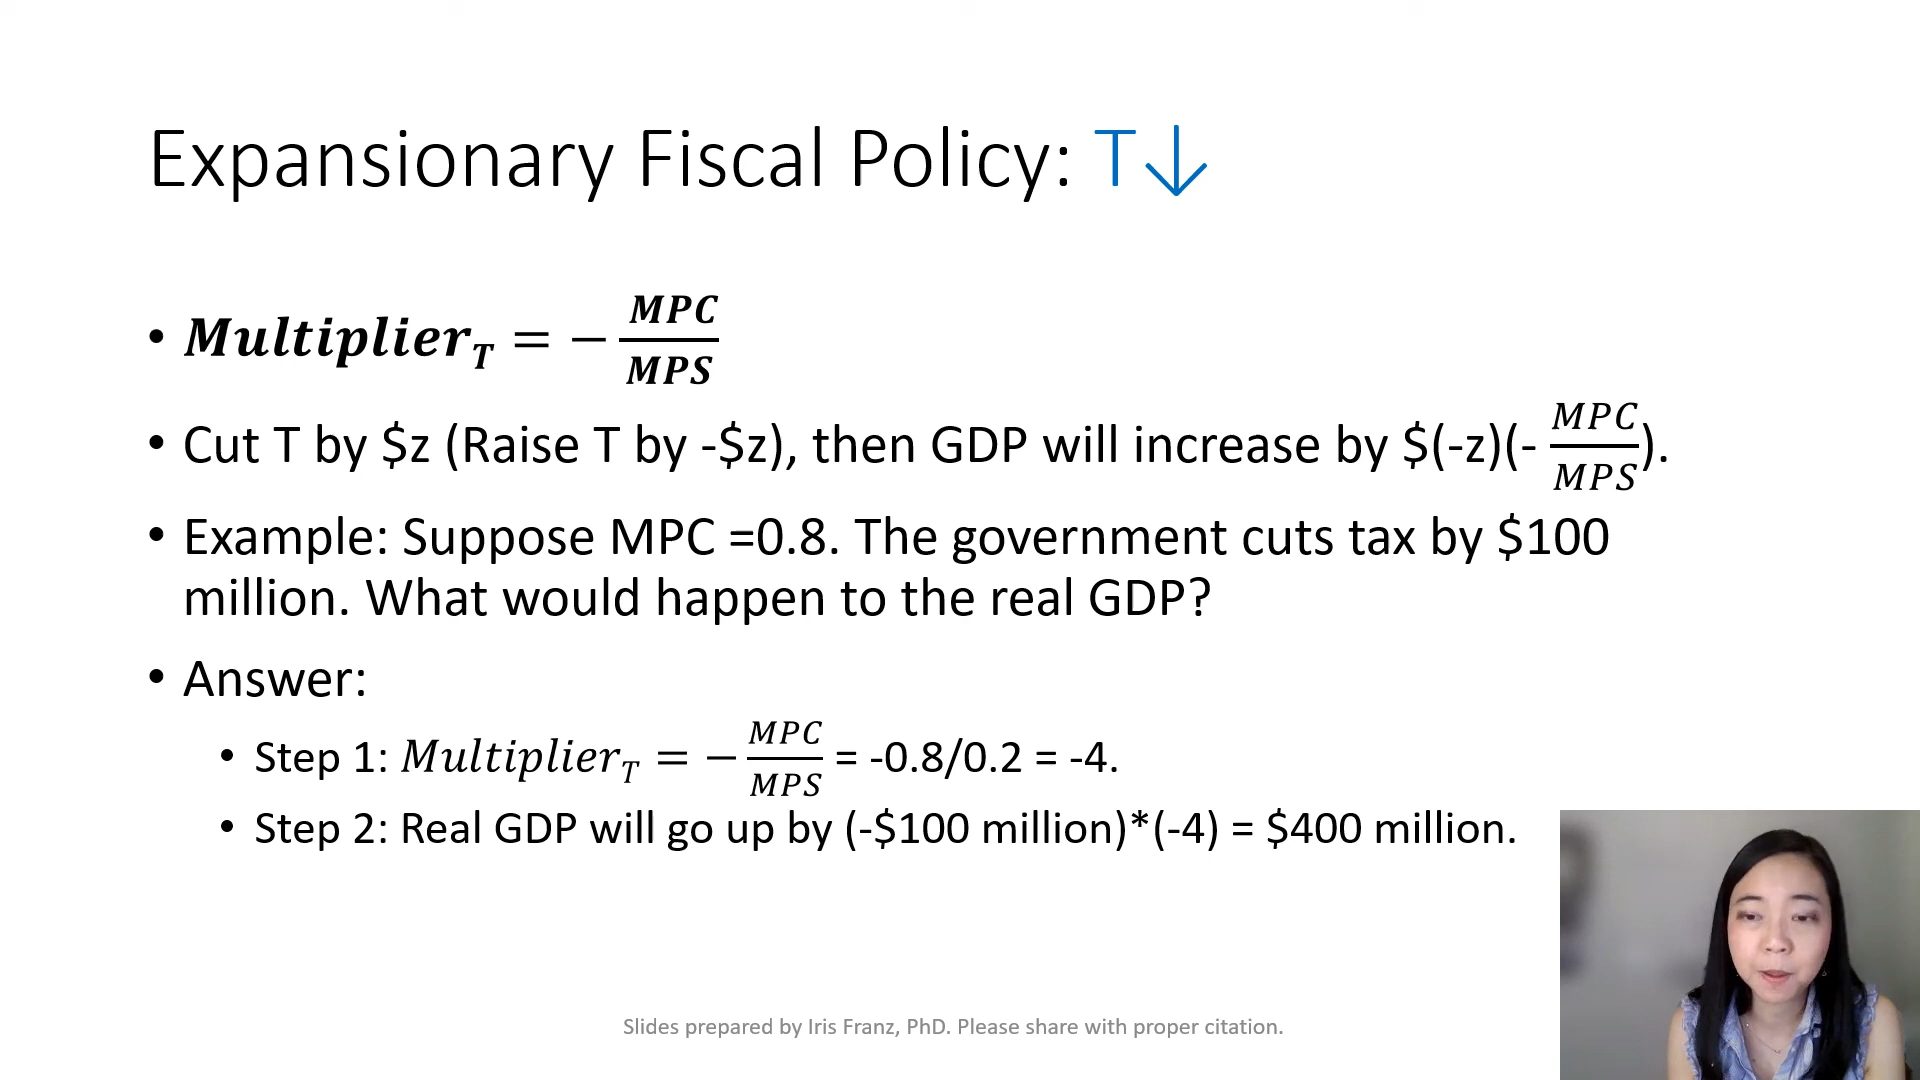 Expansionary Fiscal Policy: T↓
• Multiplier_T = − MPC/MPS
• Cut T by $z (Raise T by -$z), then GDP will increase by $(-z)(- MPC/MPS).
• Example: Suppose MPC =0.8. The government cuts tax by $100
million. What would happen to the real GDP?
• Answer:
• Step 1: Multiplier_T = − MPC/MPS = -0.8/0.2 = -4.
• Step 2: Real GDP will go up by (-$100 million)*(-4) = $400 million.
Slides prepared by Iris Franz, PhD. Please share with proper citation.